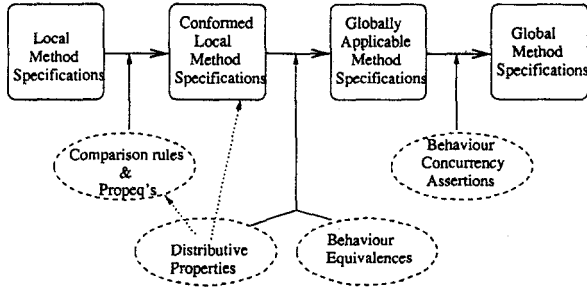 Local
Method
Specifications
Conformed
Local
Method
Specifications
Globally
Applicable
Method
Specifications
Global
Method
Specifications
Comparison rules
&
Propeq's
Behaviour
Concurrency
Assertions
Distributive
Properties
Behaviour
Equivalences